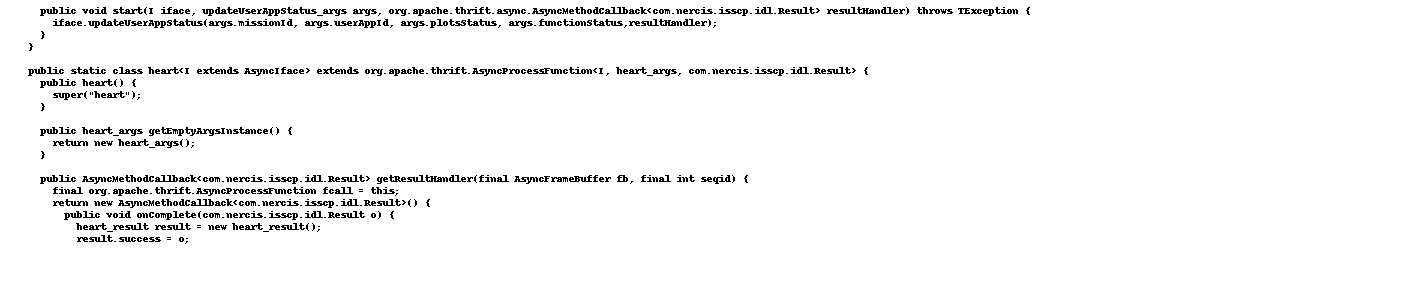 public void start(I iface, updateUserAppStatus_args args, org.apache.thrift.async.AsyncMethodCallback<com.nercis.isscp.idl.Result> resultHandler) throws TException {
iface.updateUserAppStatus(args.missionId, args.userAppId, args.plotsStatus, args.functionStatus,resultHandler);
}
}
public static class heart<I extends AsyncIface> extends org.apache.thrift.AsyncProcessFunction<I, heart_args, com.nercis.isscp.idl.Result> {
public heart() {
super("heart");
}
public heart_args getEmptyArgsInstance() {
return new heart_args();
}
public AsyncMethodCallback<com.nercis.isscp.idl.Result> getResultHandler(final AsyncFrameBuffer fb, final int seqid) {
final org.apache.thrift.AsyncProcessFunction fcall = this;
return new AsyncMethodCallback<com.nercis.isscp.idl.Result>() {
public void onComplete(com.nercis.isscp.idl.Result o) {
heart_result result = new heart_result();
result.success = o;